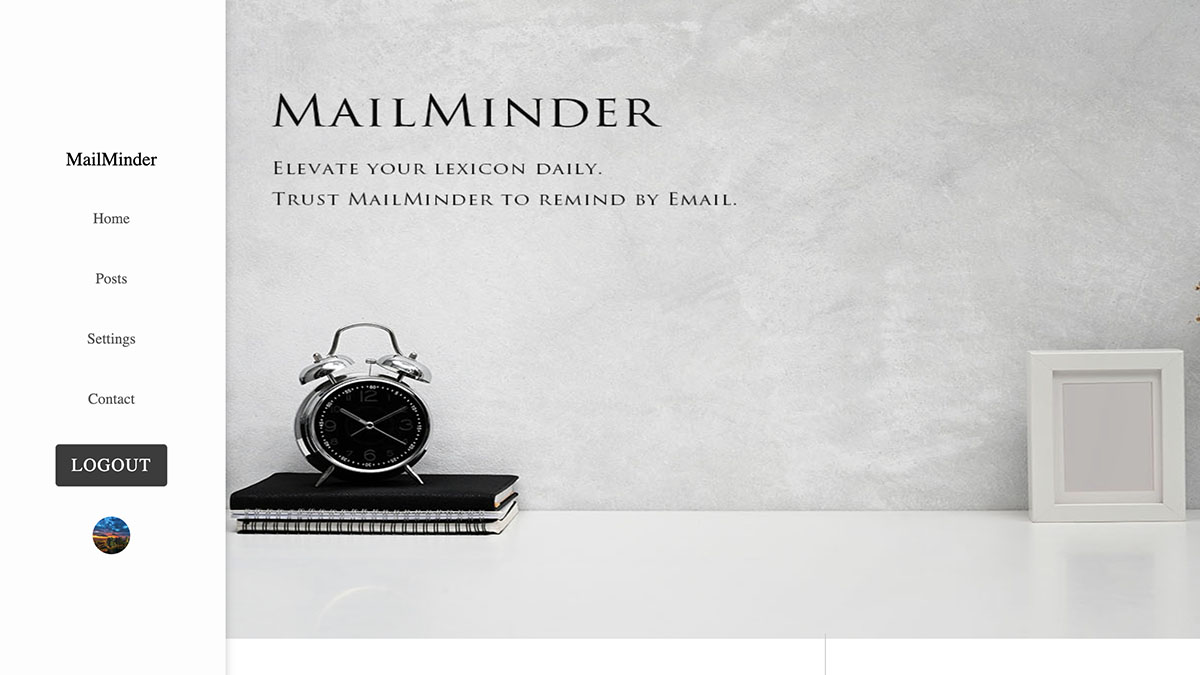 MailMinder
Home
Posts
Settings
Contact
LOGOUT
MailMinder
Elevate your lexicon daily.
Trust MailMinder to remind by Email.